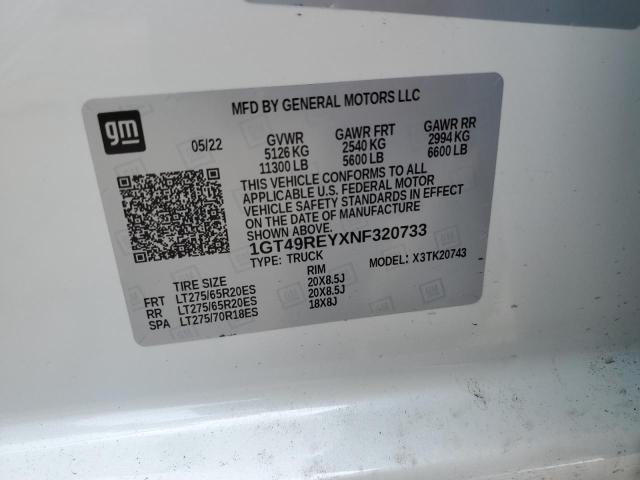 MFD BY GENERAL MOTORS LLC
gm
05/22
GVWR GAWR FRT GAWR RR
5126 KG 2540 KG 2994 KG
11300 LB 5600 LB 6600 LB
THIS VEHICLE CONFORMS TO ALL
APPLICABLE U.S. FEDERAL MOTOR
VEHICLE SAFETY STANDARDS IN EFFECT
ON THE DATE OF MANUFACTURE
SHOWN ABOVE.
1GT49REYXNF320733
TYPE: TRUCK MODEL: X3TK20743
TIRE SIZE RIM
FRT LT275/65R20ES 20X8.5J
RR LT275/65R20ES 20X8.5J
SPA LT275/70R18ES 18X8J